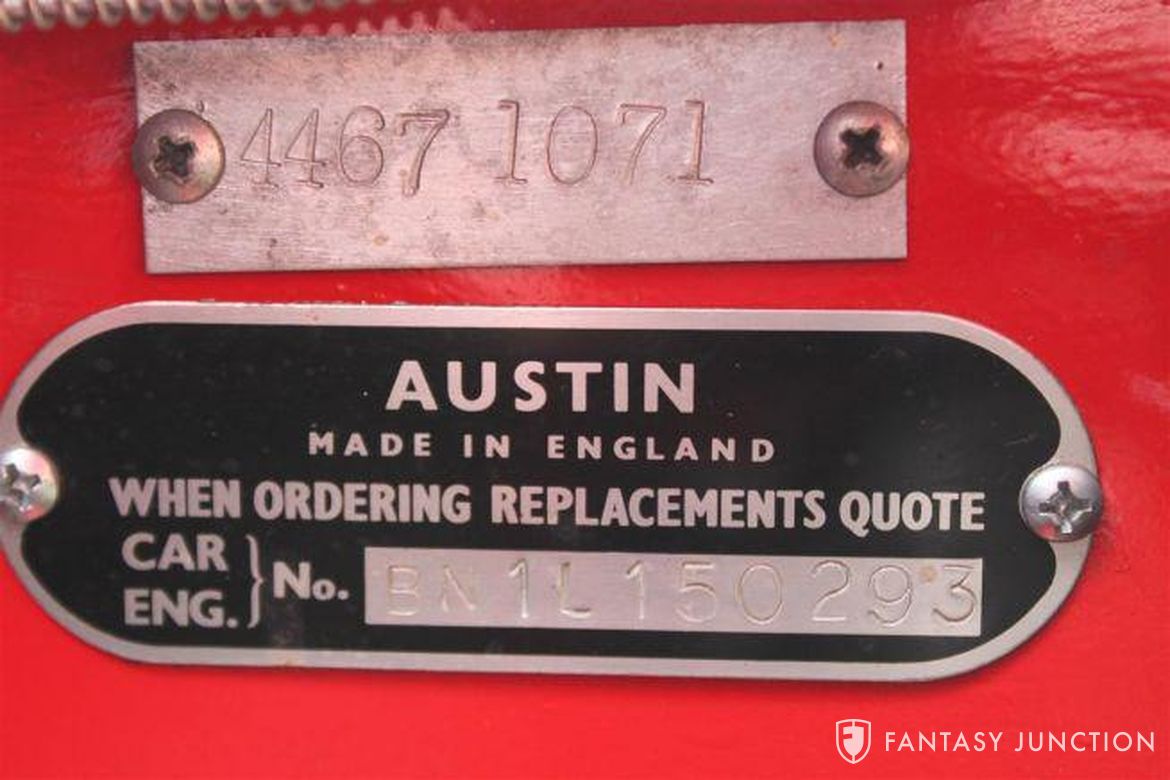 4467 1071
AUSTIN
MADE IN ENGLAND
WHEN ORDERING REPLACEMENTS QUOTE
CAR
ENG. } No. BN1L150293
FANTASY JUNCTION